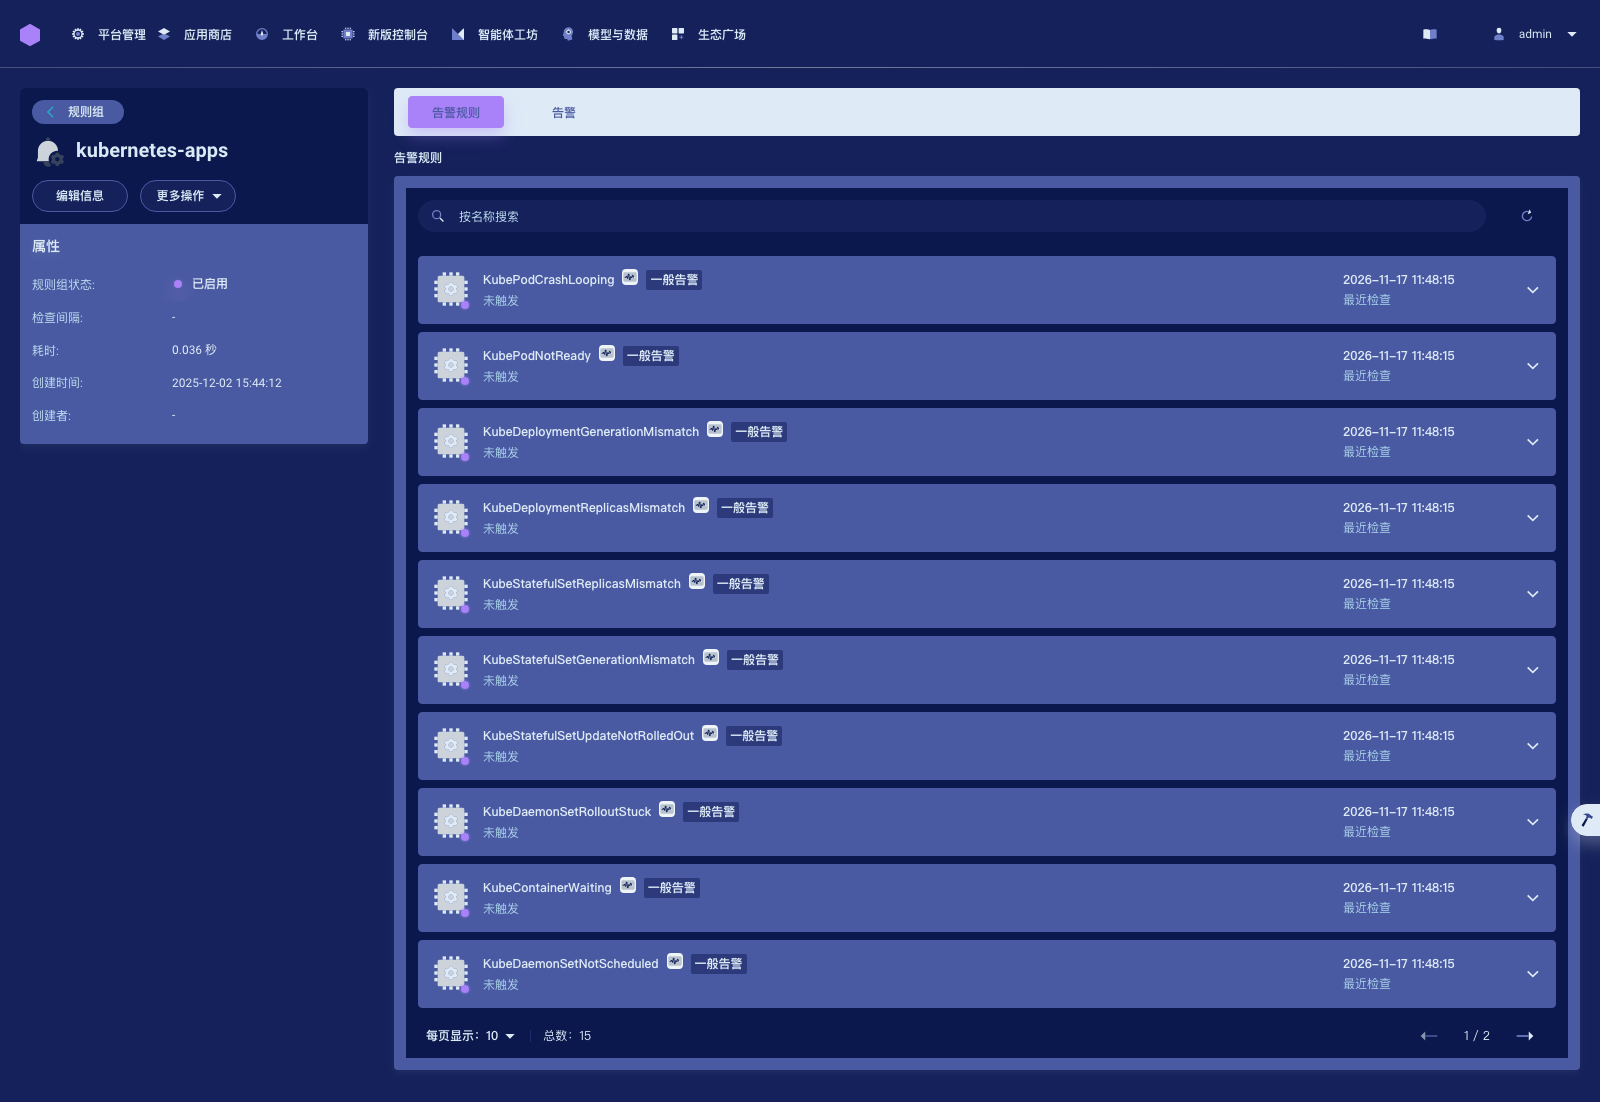 平台管理 应用商店 工作台 新版控制台 智能体工坊 模型与数据 生态广场 admin
规则组
kubernetes-apps
编辑信息 更多操作
属性
规则组状态: 已启用
检查间隔: -
耗时: 0.036 秒
创建时间: 2025-12-02 15:44:12
创建者: -
告警规则 告警
告警规则
按名称搜索
KubePodCrashLooping 一般告警 2026-11-17 11:48:15
未触发 最近检查
KubePodNotReady 一般告警 2026-11-17 11:48:15
未触发 最近检查
KubeDeploymentGenerationMismatch 一般告警 2026-11-17 11:48:15
未触发 最近检查
KubeDeploymentReplicasMismatch 一般告警 2026-11-17 11:48:15
未触发 最近检查
KubeStatefulSetReplicasMismatch 一般告警 2026-11-17 11:48:15
未触发 最近检查
KubeStatefulSetGenerationMismatch 一般告警 2026-11-17 11:48:15
未触发 最近检查
KubeStatefulSetUpdateNotRolledOut 一般告警 2026-11-17 11:48:15
未触发 最近检查
KubeDaemonSetRolloutStuck 一般告警 2026-11-17 11:48:15
未触发 最近检查
KubeContainerWaiting 一般告警 2026-11-17 11:48:15
未触发 最近检查
KubeDaemonSetNotScheduled 一般告警 2026-11-17 11:48:15
未触发 最近检查
每页显示: 10 总数: 15 1 / 2